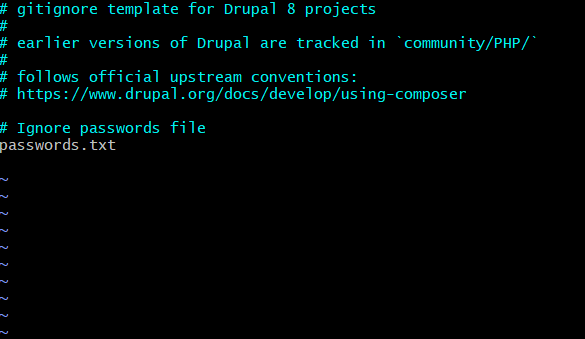 # gitignore template for Drupal 8 projects
#
# earlier versions of Drupal are tracked in `community/PHP/`
#
# follows official upstream conventions:
# https://www.drupal.org/docs/develop/using-composer
# Ignore passwords file
passwords.txt
~
~
~
~
~
~
~
~
~
~